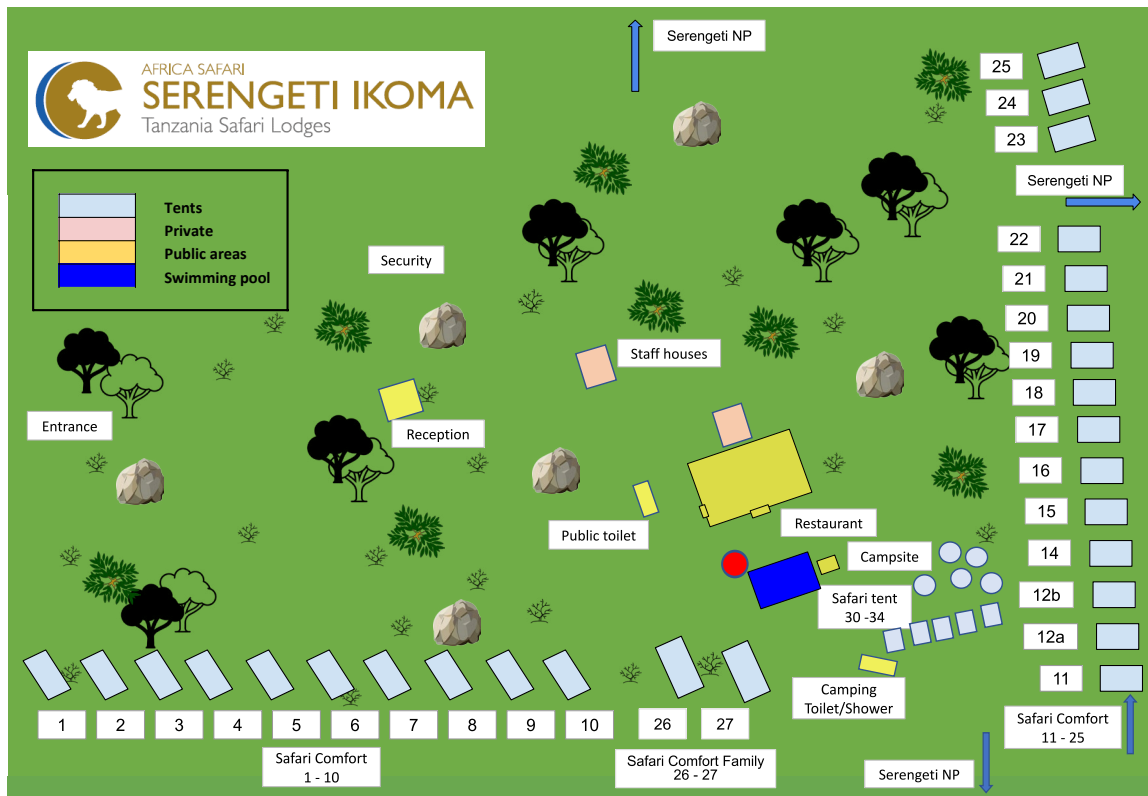 AFRICA SAFARI
SERENGETI IKOMA
Tanzania Safari Lodges
Serengeti NP
25
24
23
Serengeti NP
Tents
Private
Public areas
Swimming pool
Security
22
21
20
19
18
17
16
15
14
12b
12a
11
Staff houses
Entrance
Reception
Restaurant
Public toilet
Campsite
Safari tent
30 -34
Camping
Toilet/Shower
1
2
3
4
5
6
7
8
9
10
26
27
Safari Comfort
1 - 10
Safari Comfort Family
26 - 27
Safari Comfort
11 - 25
Serengeti NP